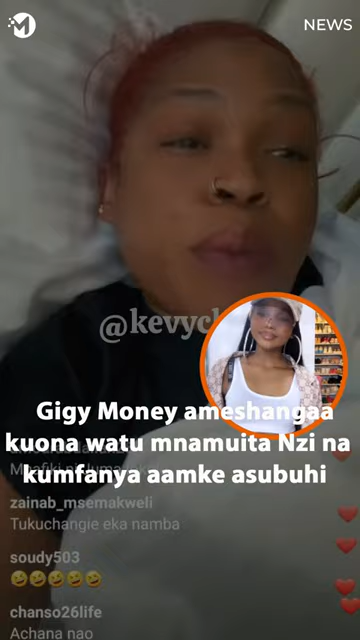 NEWS
@kevyc
Gigy Money ameshangaa
kuona watu mnamuita Nzi na
kumfanya aamke asubuhi
zainab_msemakweli
Tukuchangie eka namba
soudy503
🤣🤣🤣🤣🤣
chanso26life
Achana nao